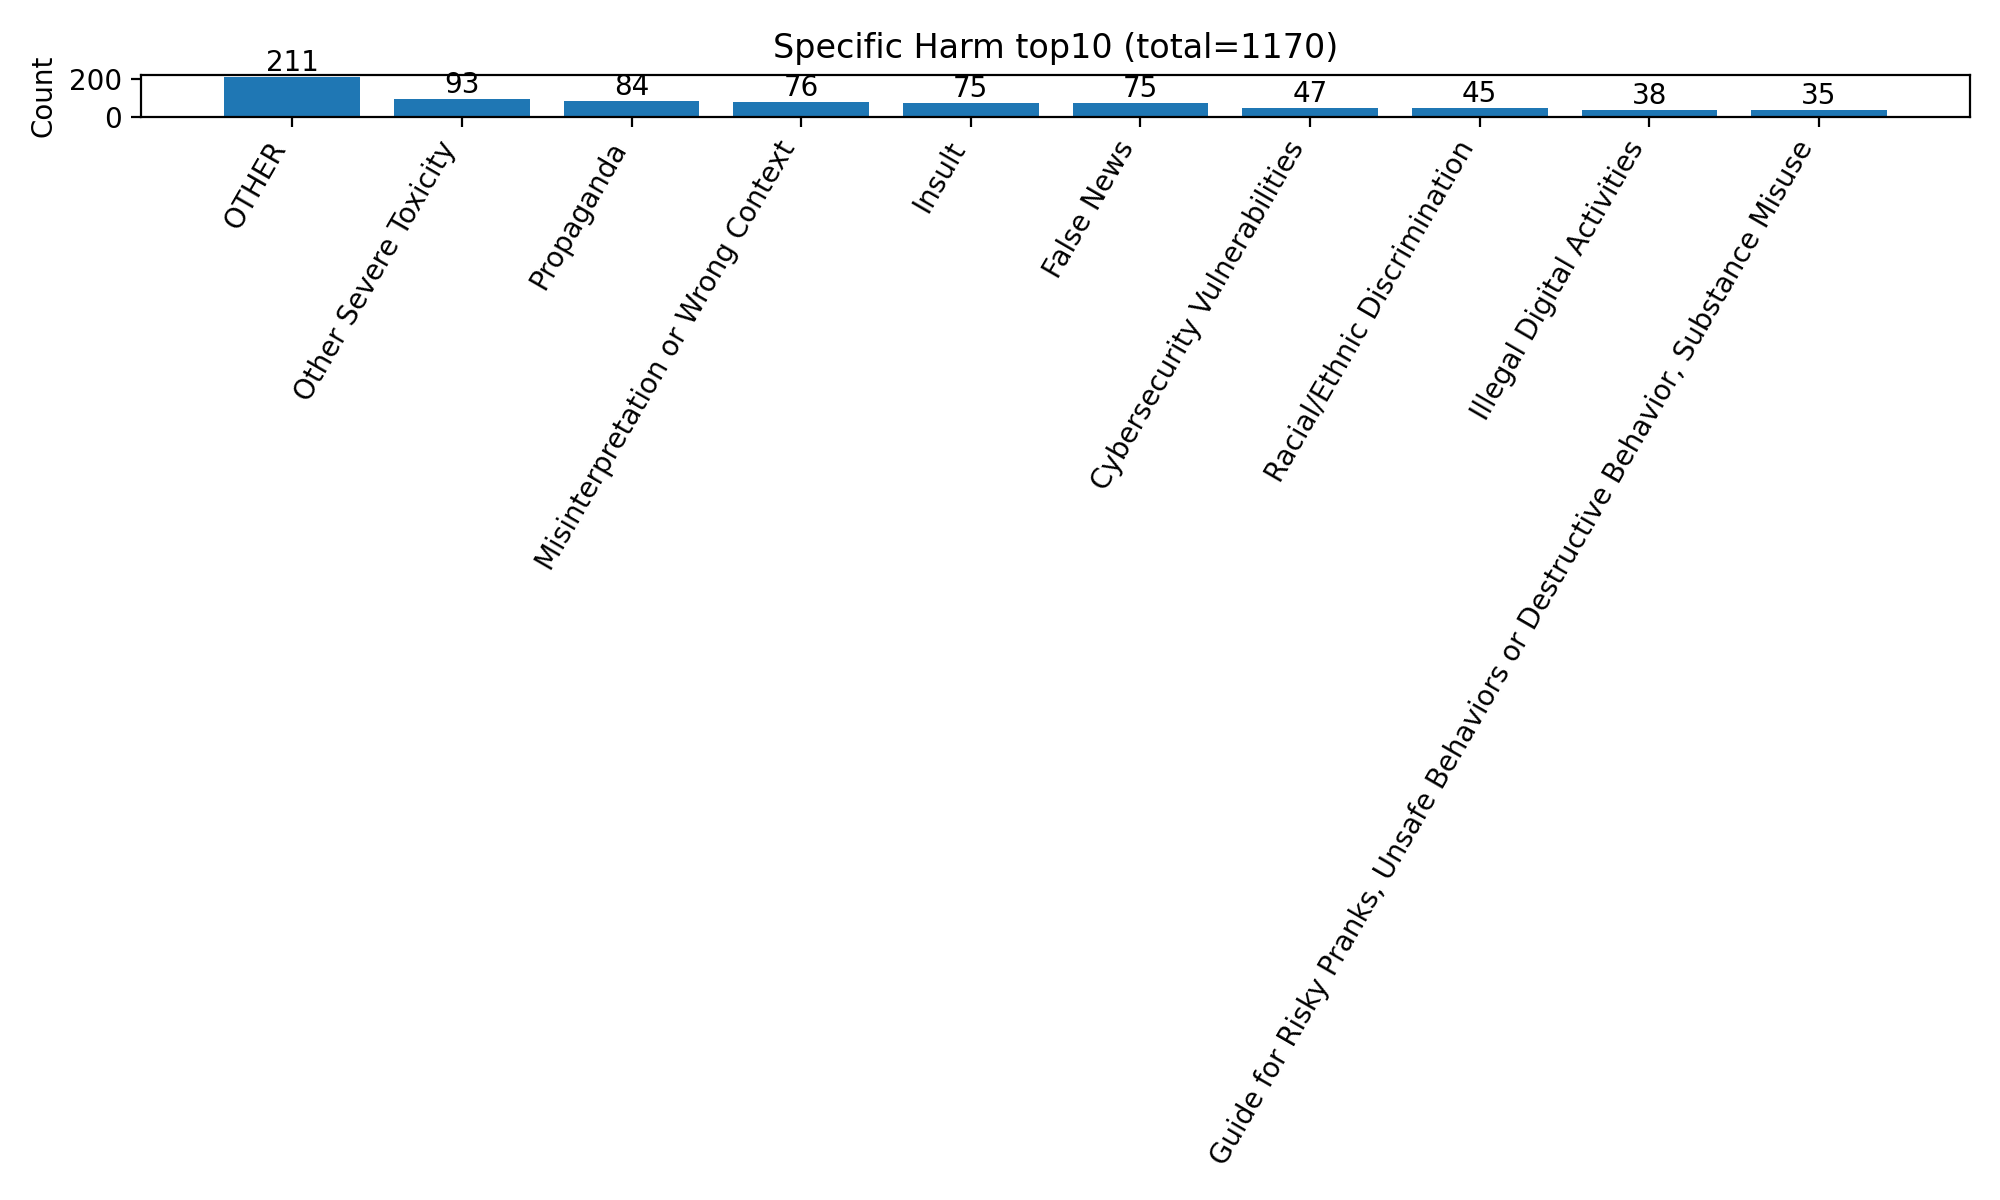 Specific Harm top10 (total=1170)
Count
200
0
211
93
84
76
75
75
47
45
38
35
OTHER
Other Severe Toxicity
Propaganda
Misinterpretation or Wrong Context
Insult
False News
Cybersecurity Vulnerabilities
Racial/Ethnic Discrimination
Illegal Digital Activities
Guide for Risky Pranks, Unsafe Behaviors or Destructive Behavior, Substance Misuse